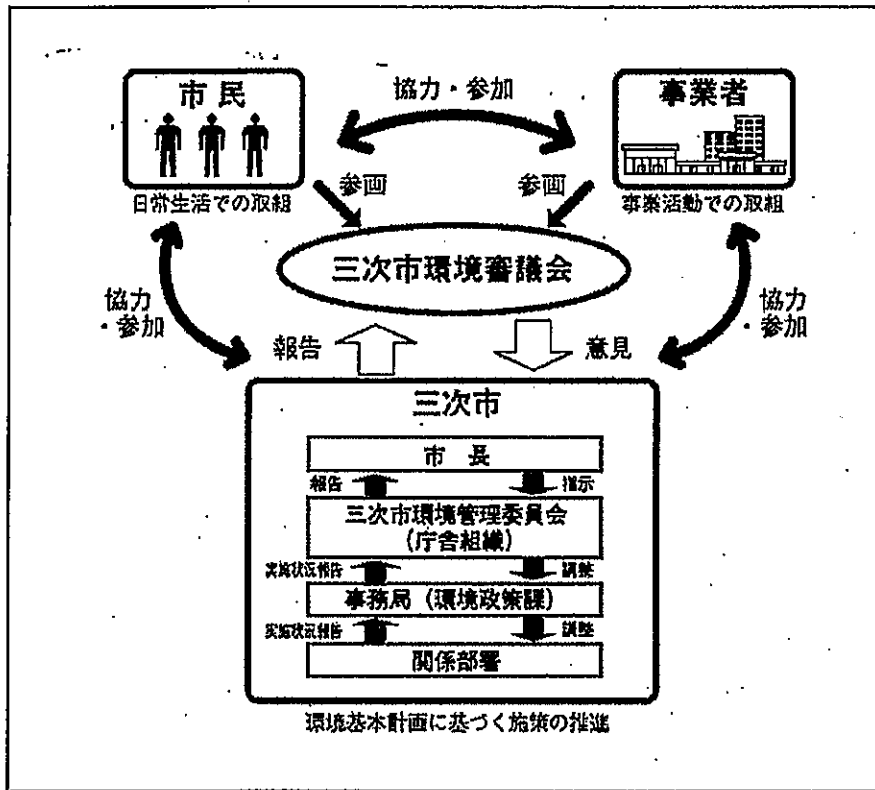 市民
協力・参加
事業者
日常生活での取組
参画
参画
事業活動での取組
三次市環境審議会
協力
・参加
協力
・参加
報告
意見
三次市
市 長
報告
指示
三次市環境管理委員会
(庁舎組織)
実施状況報告
調整
事務局(環境政策課)
実施状況報告
調整
関係部署
環境基本計画に基づく施策の推進